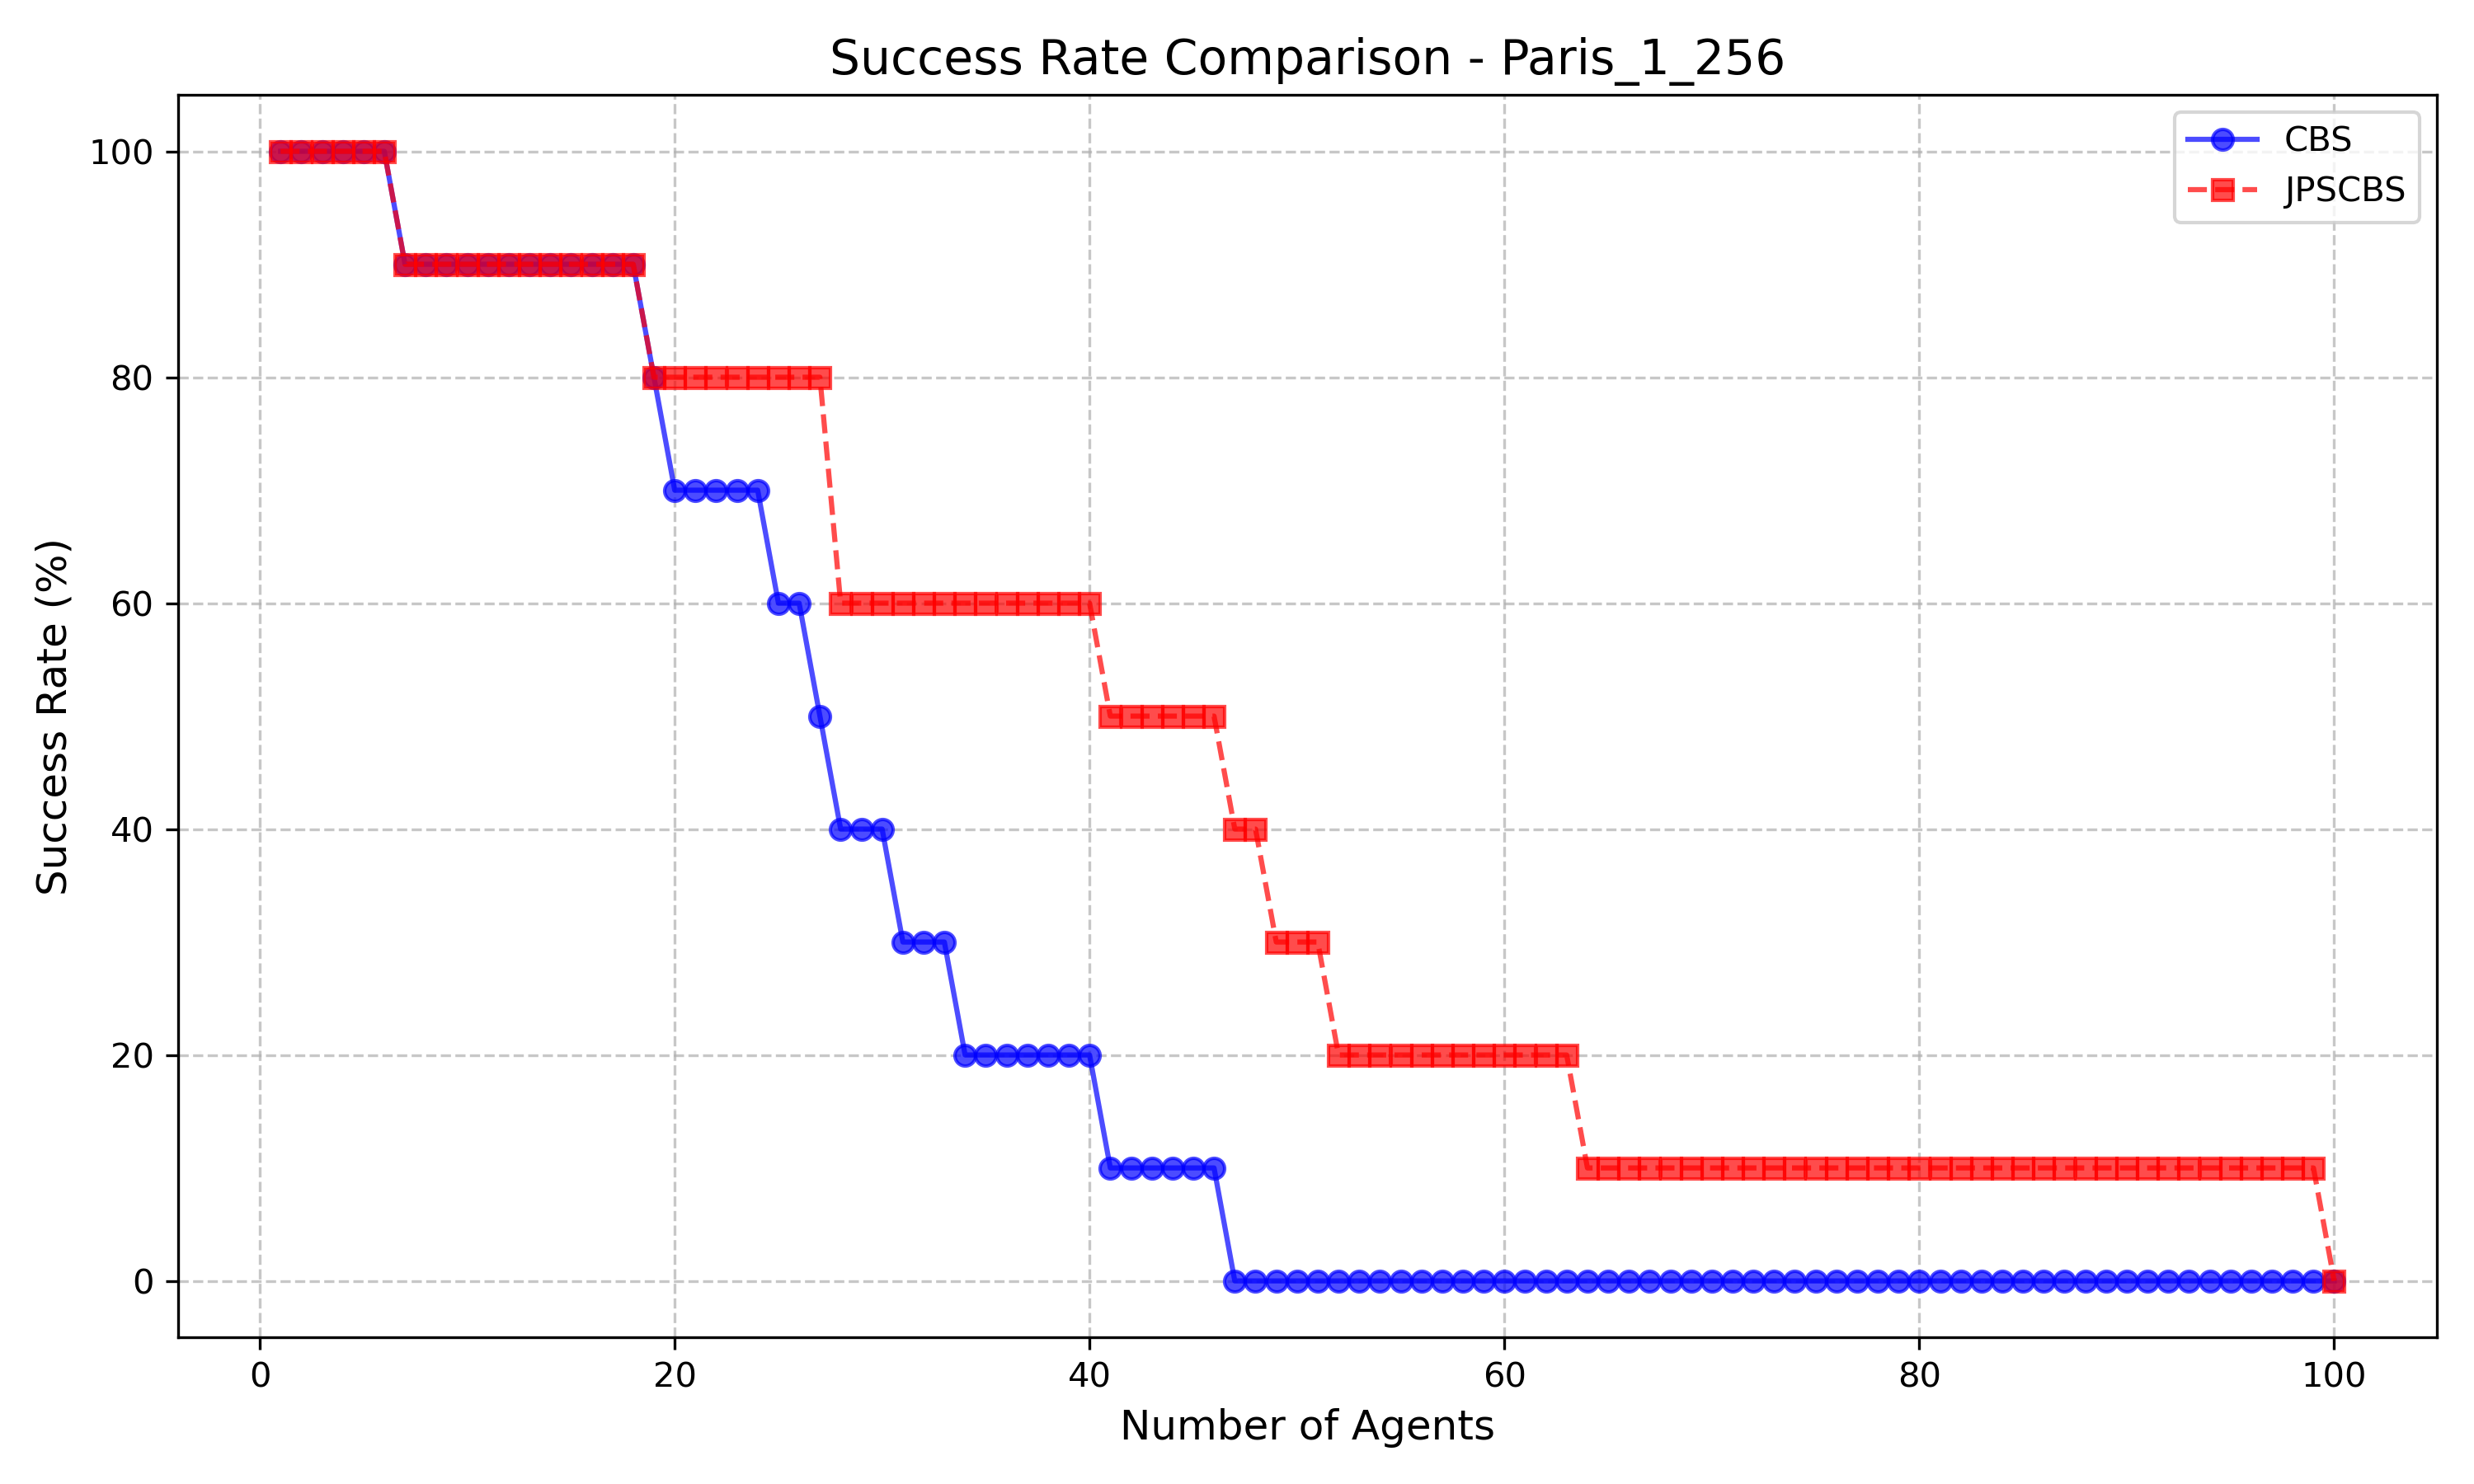 Success Rate Comparison - Paris_1_256
CBS
JPSCBS
Success Rate (%)
100
80
60
40
20
0
0 20 40 60 80 100
Number of Agents